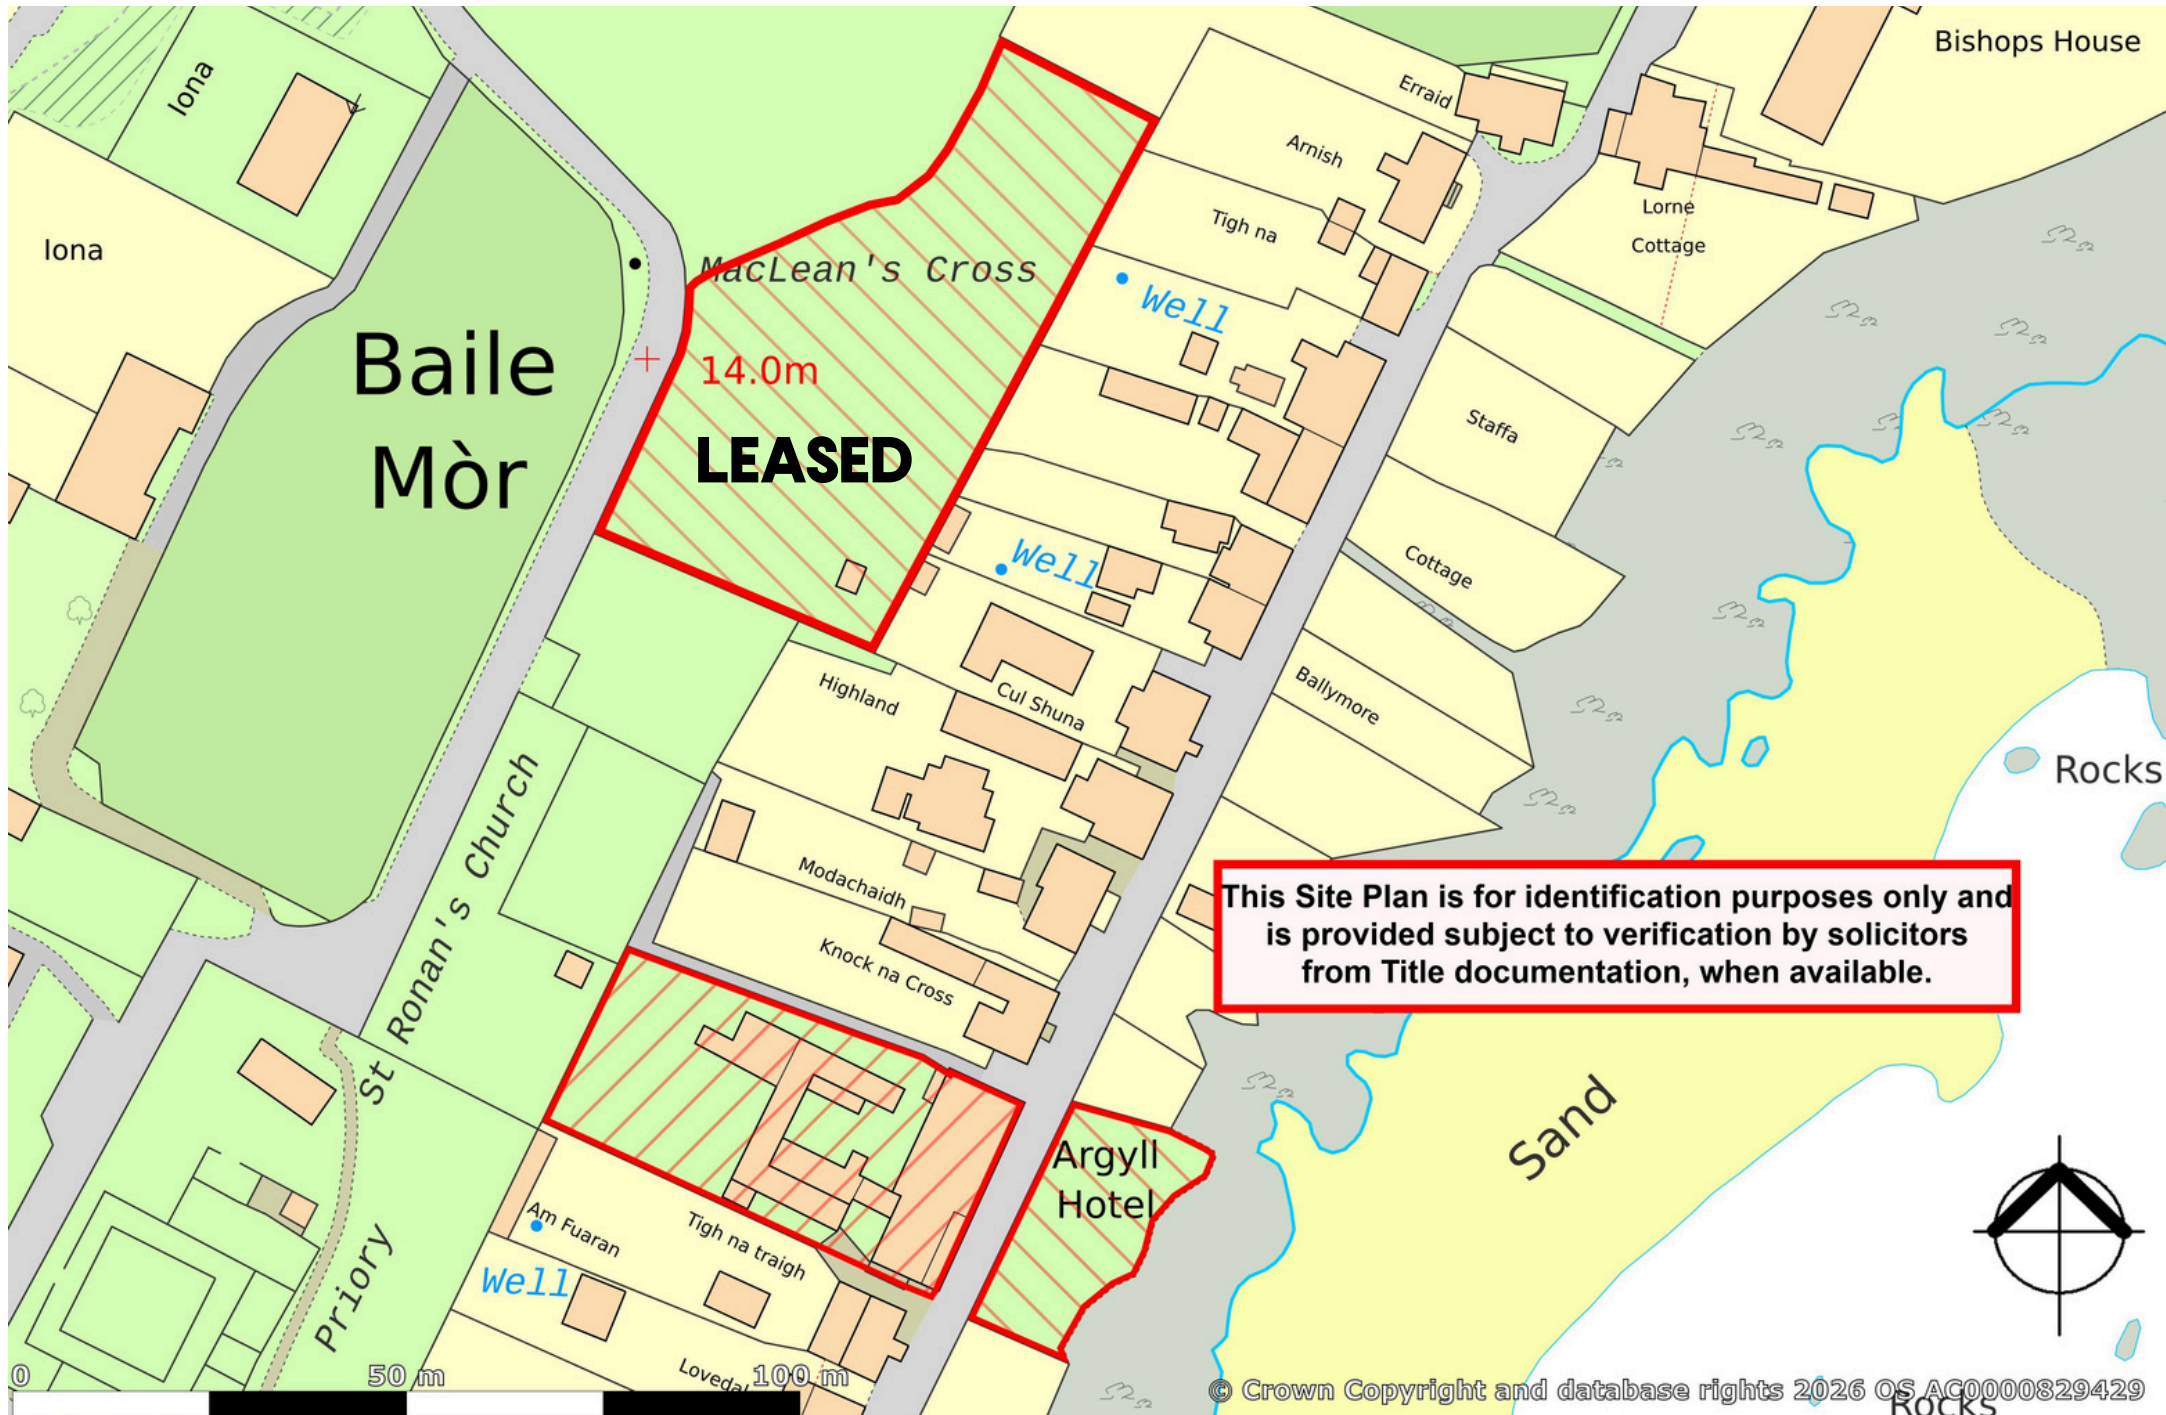 Bishops House
Iona
Erraid
Arnish
Lorne
Cottage
Tigh na
Iona
MacLean's Cross
Well
Baile
Mòr
14.0m
LEASED
Staffa
Well
Cottage
Highland
Cul Shuna
Ballymore
Rocks
St Ronan's Church
Modachaidh
Knock na Cross
This Site Plan is for identification purposes only and
is provided subject to verification by solicitors
from Title documentation, when available.
Sand
Argyll
Hotel
Am Fuaran
Tigh na traigh
Well
Priory
0
50 m
100 m
© Crown Copyright and database rights 2026 OS AC0000829429
Rocks